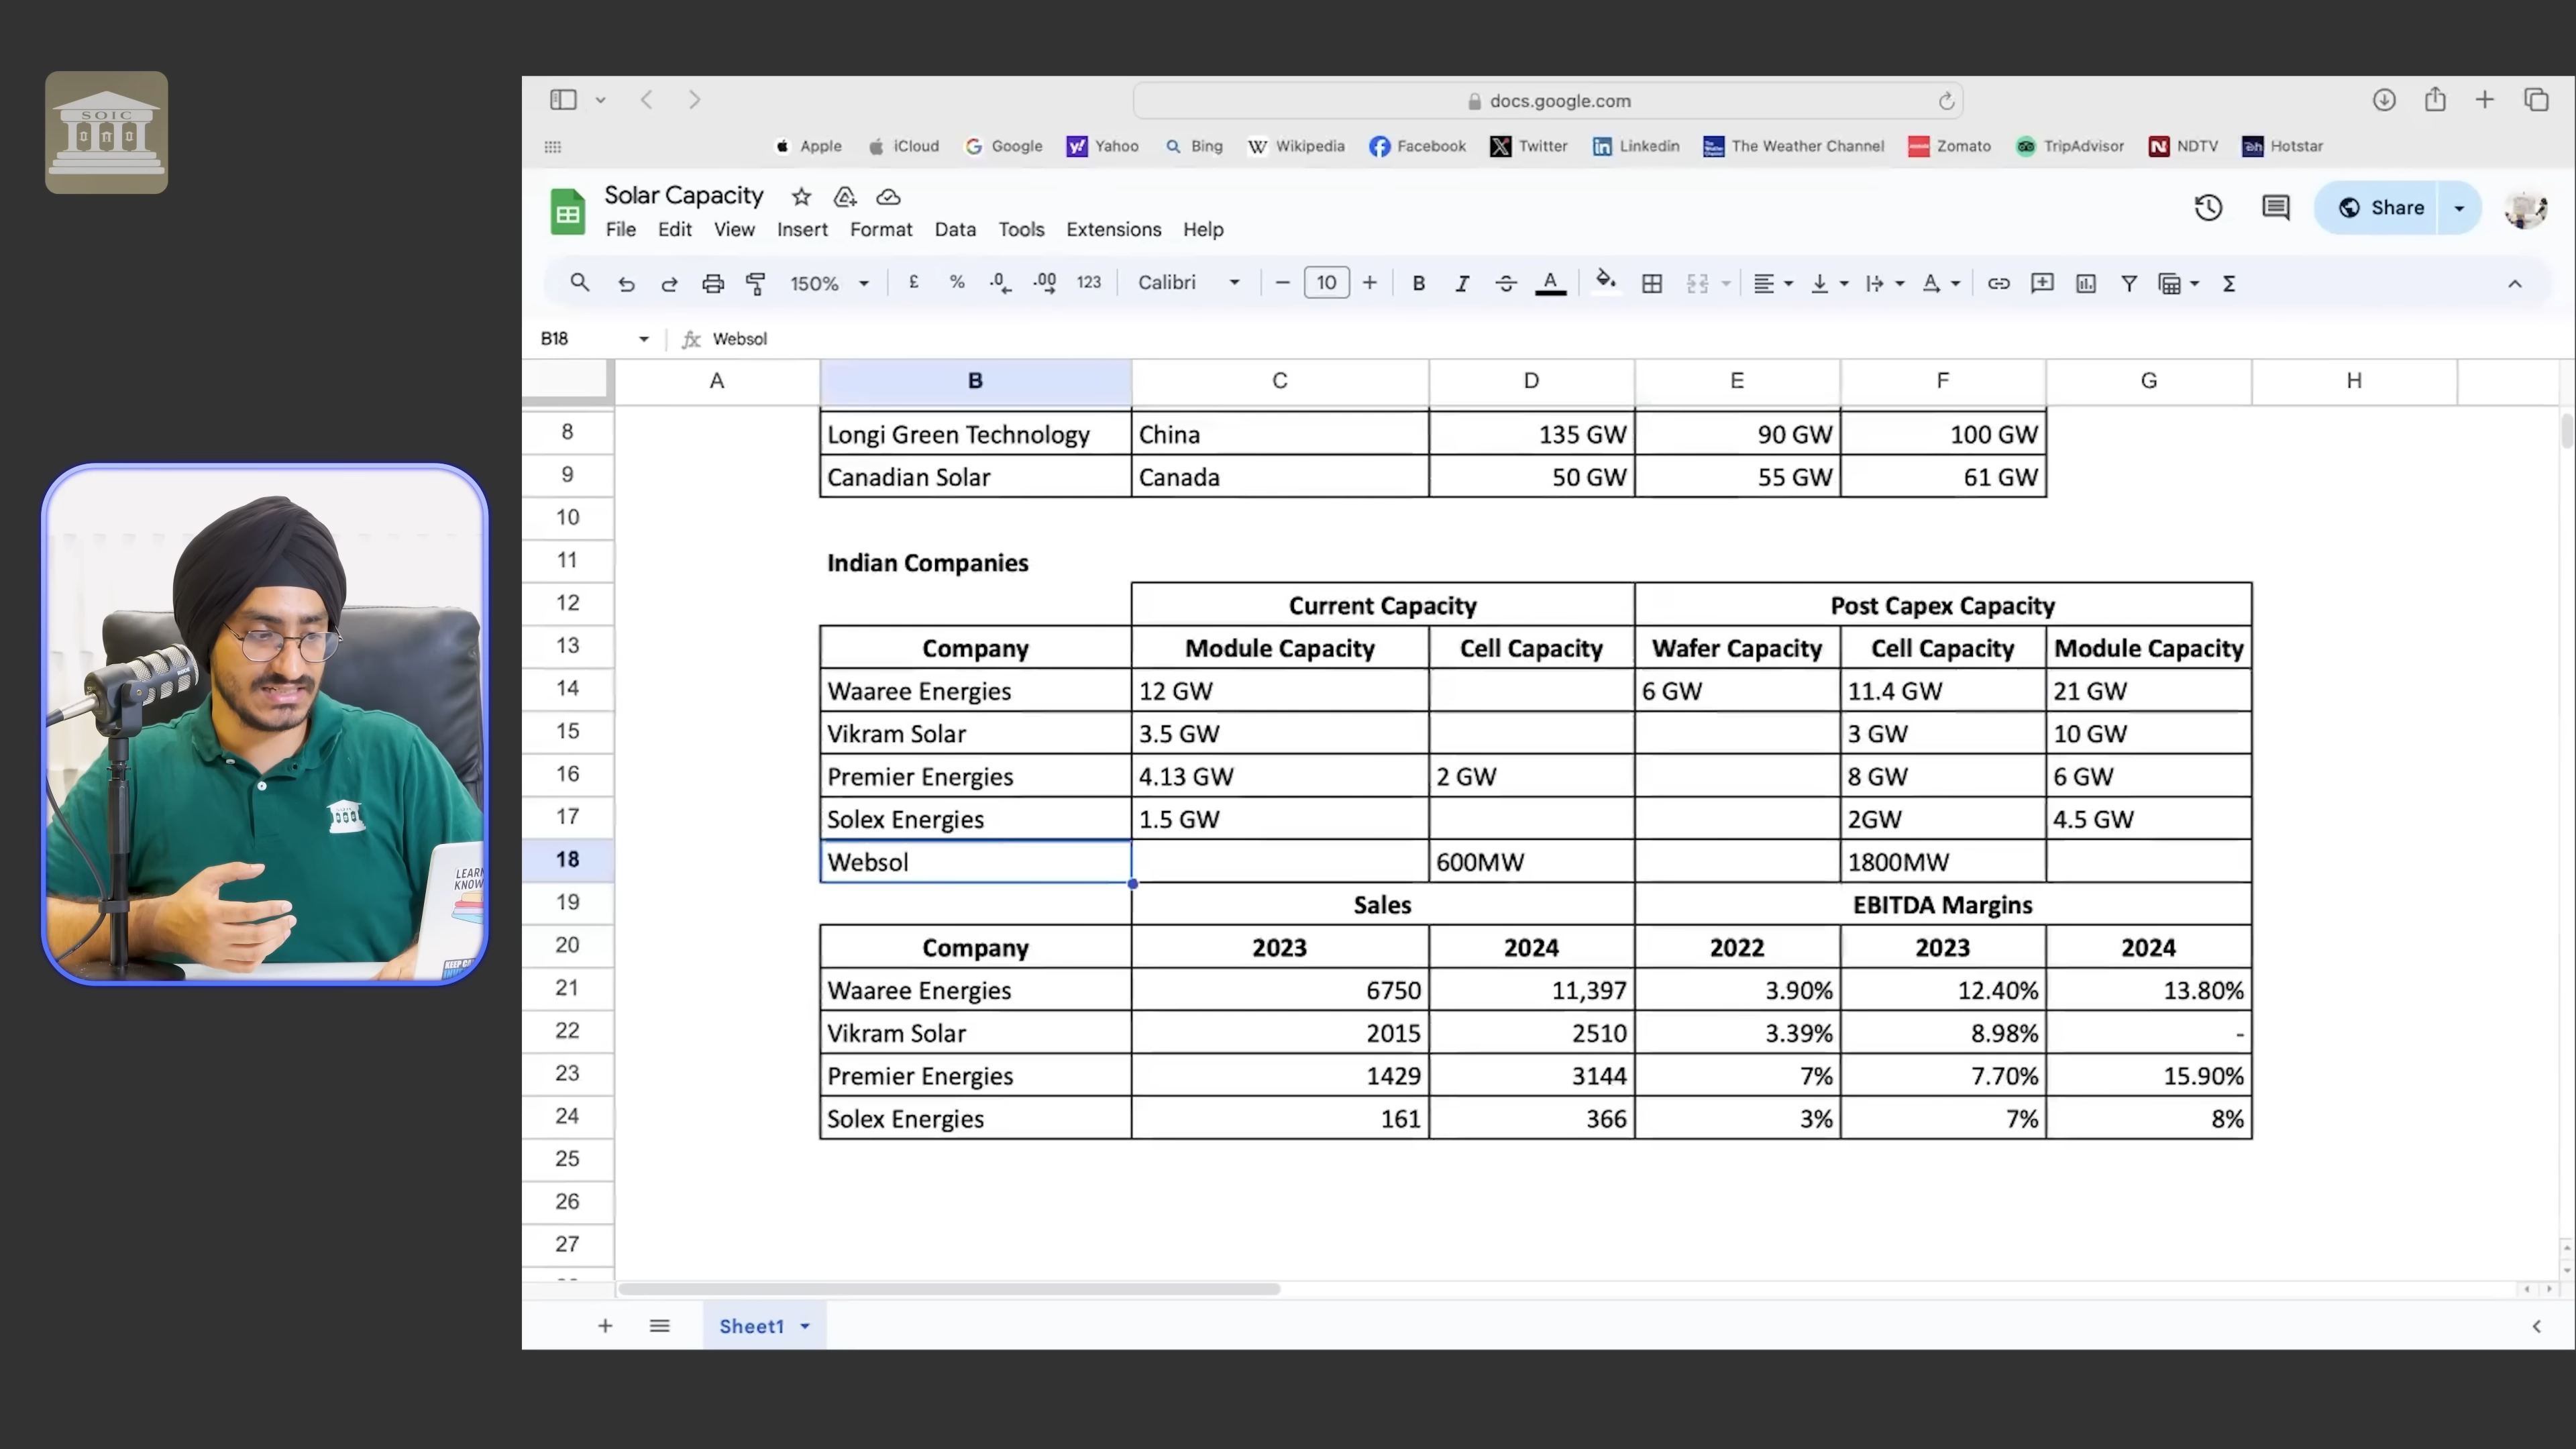 SOIC
docs.google.com
Apple iCloud Google Yahoo Bing Wikipedia Facebook Twitter Linkedin The Weather Channel Zomato TripAdvisor NDTV Hotstar
Solar Capacity
File Edit View Insert Format Data Tools Extensions Help
Share
150% £ % .0 .00 123 Calibri 10 B I A
B18 fx Websol
A B C D E F G H
8 Longi Green Technology China 135 GW 90 GW 100 GW
9 Canadian Solar Canada 50 GW 55 GW 61 GW
10
11 Indian Companies
12 Current Capacity Post Capex Capacity
13 Company Module Capacity Cell Capacity Wafer Capacity Cell Capacity Module Capacity
14 Waaree Energies 12 GW 6 GW 11.4 GW 21 GW
15 Vikram Solar 3.5 GW 3 GW 10 GW
16 Premier Energies 4.13 GW 2 GW 8 GW 6 GW
17 Solex Energies 1.5 GW 2GW 4.5 GW
18 Websol 600MW 1800MW
19 Sales EBITDA Margins
20 Company 2023 2024 2022 2023 2024
21 Waaree Energies 6750 11,397 3.90% 12.40% 13.80%
22 Vikram Solar 2015 2510 3.39% 8.98% -
23 Premier Energies 1429 3144 7% 7.70% 15.90%
24 Solex Energies 161 366 3% 7% 8%
25
26
27
Sheet1